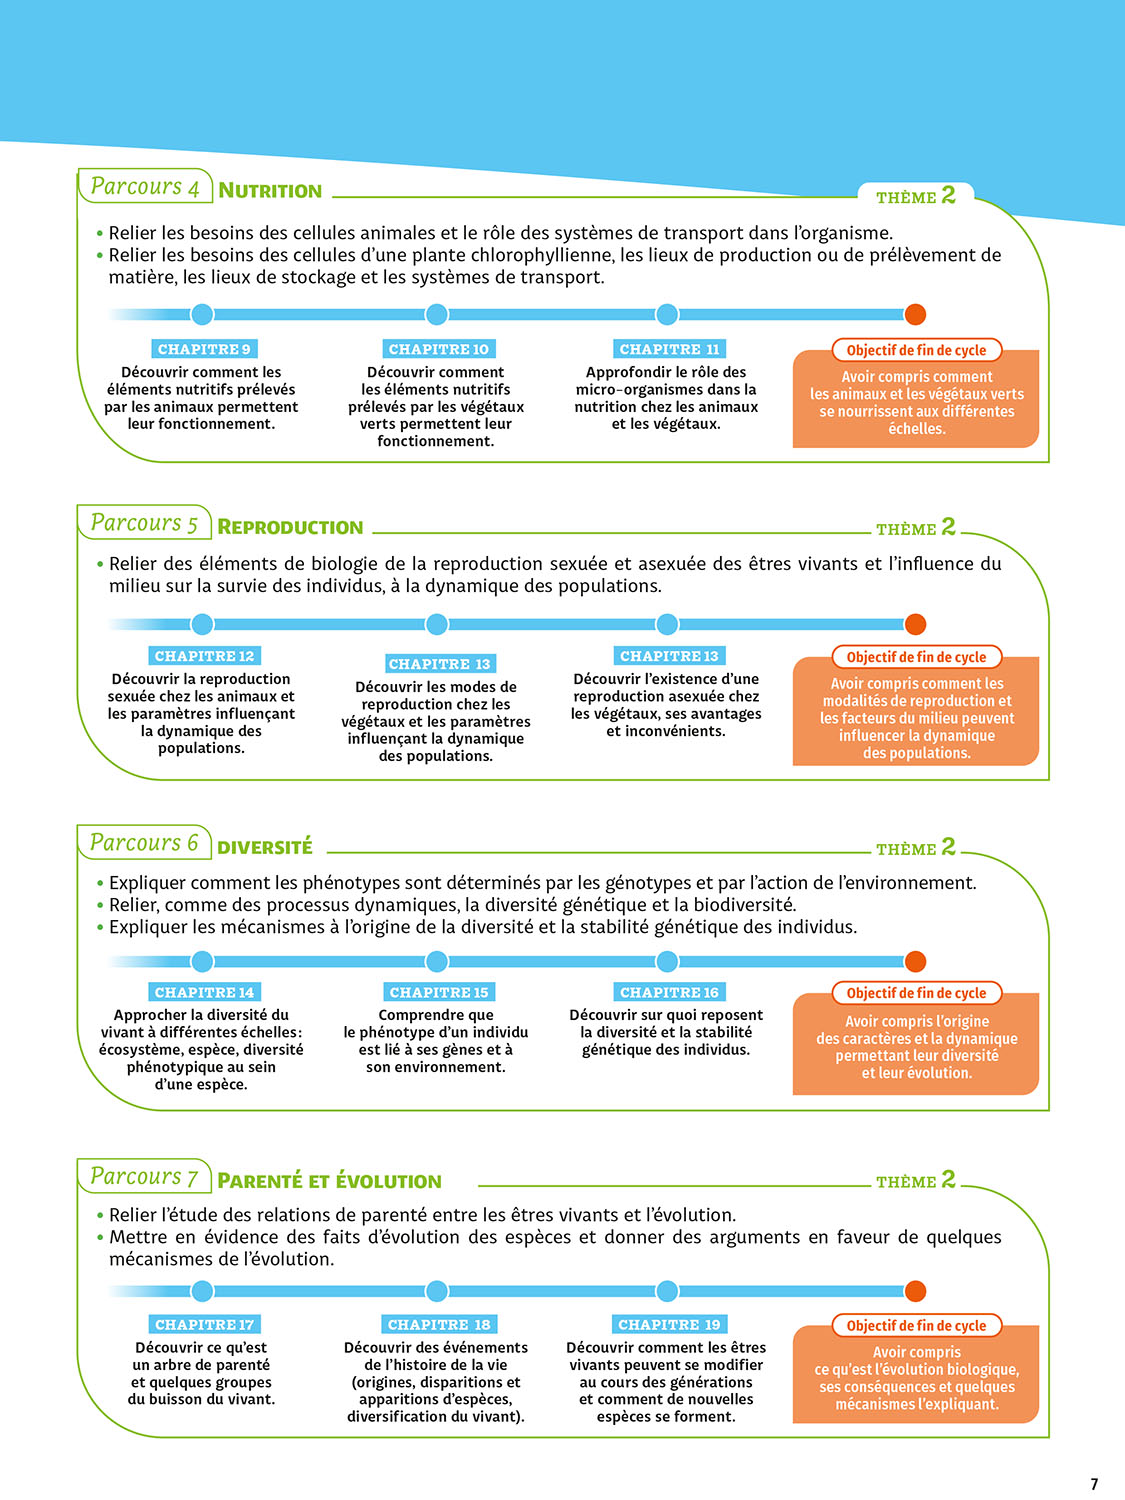 Parcours 4 NUTRITION
THÈME 2
• Relier les besoins des cellules animales et le rôle des systèmes de transport dans l'organisme.
• Relier les besoins des cellules d'une plante chlorophyllienne, les lieux de production ou de prélèvement de
matière, les lieux de stockage et les systèmes de transport.
CHAPITRE 9
Découvrir comment les
éléments nutritifs prélevés
par les animaux permettent
leur fonctionnement.
CHAPITRE 10
Découvrir comment
les éléments nutritifs
prélevés par les végétaux
verts permettent leur
fonctionnement.
CHAPITRE 11
Approfondir le rôle des
micro-organismes dans la
nutrition chez les animaux
et les végétaux.
Objectif de fin de cycle
Avoir compris comment
les animaux et les végétaux verts
se nourrissent aux différentes
échelles.
Parcours 5 REPRODUCTION
THÈME 2
• Relier des éléments de biologie de la reproduction sexuée et asexuée des êtres vivants et l'influence du
milieu sur la survie des individus, à la dynamique des populations.
CHAPITRE 12
Découvrir la reproduction
sexuée chez les animaux et
les paramètres influençant
la dynamique des
populations.
CHAPITRE 13
Découvrir les modes de
reproduction chez les
végétaux et les paramètres
influençant la dynamique
des populations.
CHAPITRE 13
Découvrir l'existence d'une
reproduction asexuée chez
les végétaux, ses avantages
et inconvénients.
Objectif de fin de cycle
Avoir compris comment les
modalités de reproduction et
les facteurs du milieu peuvent
influencer la dynamique
des populations.
Parcours 6 DIVERSITÉ
THÈME 2
• Expliquer comment les phénotypes sont déterminés par les génotypes et par l'action de l'environnement.
• Relier, comme des processus dynamiques, la diversité génétique et la biodiversité.
• Expliquer les mécanismes à l'origine de la diversité et la stabilité génétique des individus.
CHAPITRE 14
Approcher la diversité du
vivant à différentes échelles :
écosystème, espèce, diversité
phénotypique au sein
d'une espèce.
CHAPITRE 15
Comprendre que
le phénotype d'un individu
est lié à ses gènes et à
son environnement.
CHAPITRE 16
Découvrir sur quoi reposent
la diversité et la stabilité
génétique des individus.
Objectif de fin de cycle
Avoir compris l'origine
des caractères et la dynamique
permettant leur diversité
et leur évolution.
Parcours 7 PARENTÉ ET ÉVOLUTION
THÈME 2
• Relier l'étude des relations de parenté entre les êtres vivants et l'évolution.
• Mettre en évidence des faits d'évolution des espèces et donner des arguments en faveur de quelques
mécanismes de l'évolution.
CHAPITRE 17
Découvrir ce qu'est
un arbre de parenté
et quelques groupes
du buisson du vivant.
CHAPITRE 18
Découvrir des événements
de l'histoire de la vie
(origines, disparitions et
apparitions d'espèces,
diversification du vivant).
CHAPITRE 19
Découvrir comment les êtres
vivants peuvent se modifier
au cours des générations
et comment de nouvelles
espèces se forment.
Objectif de fin de cycle
Avoir compris
ce qu'est l'évolution biologique,
ses conséquences et quelques
mécanismes l'expliquant.
7